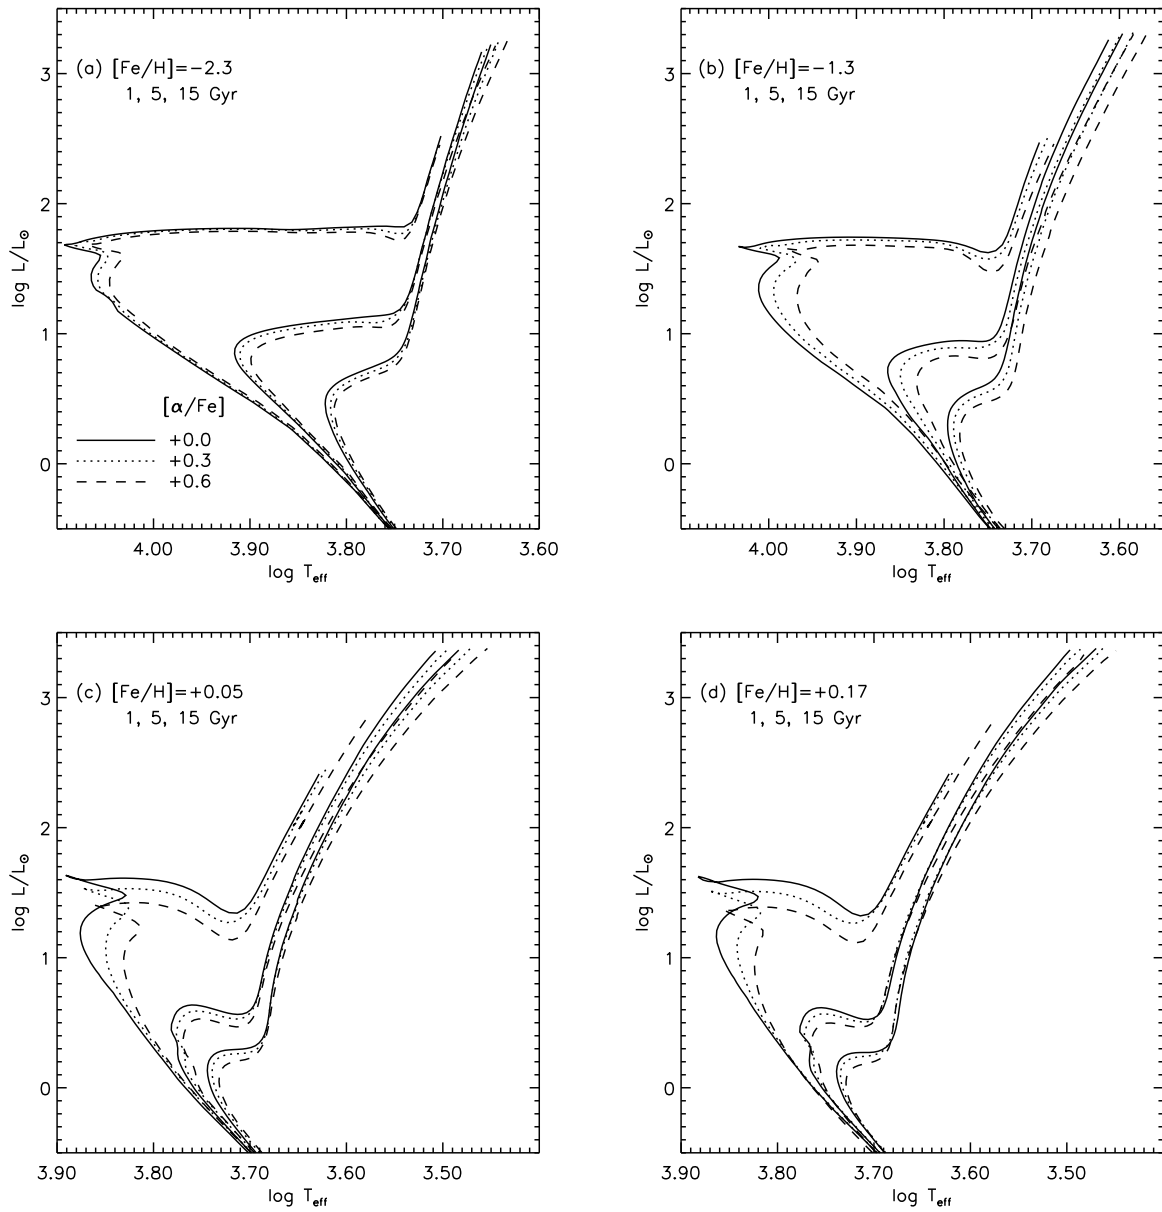 (a) [Fe/H]=−2.3
1, 5, 15 Gyr
3
2
1
0
log L/L⊙
[α/Fe]
+0.0
+0.3
+0.6
4.00 3.90 3.80 3.70 3.60
log Teff
(b) [Fe/H]=−1.3
1, 5, 15 Gyr
3
2
1
0
log L/L⊙
4.00 3.90 3.80 3.70 3.60
log Teff
(c) [Fe/H]=+0.05
1, 5, 15 Gyr
3
2
1
0
log L/L⊙
3.90 3.80 3.70 3.60 3.50
log Teff
(d) [Fe/H]=+0.17
1, 5, 15 Gyr
3
2
1
0
log L/L⊙
3.90 3.80 3.70 3.60 3.50
log Teff